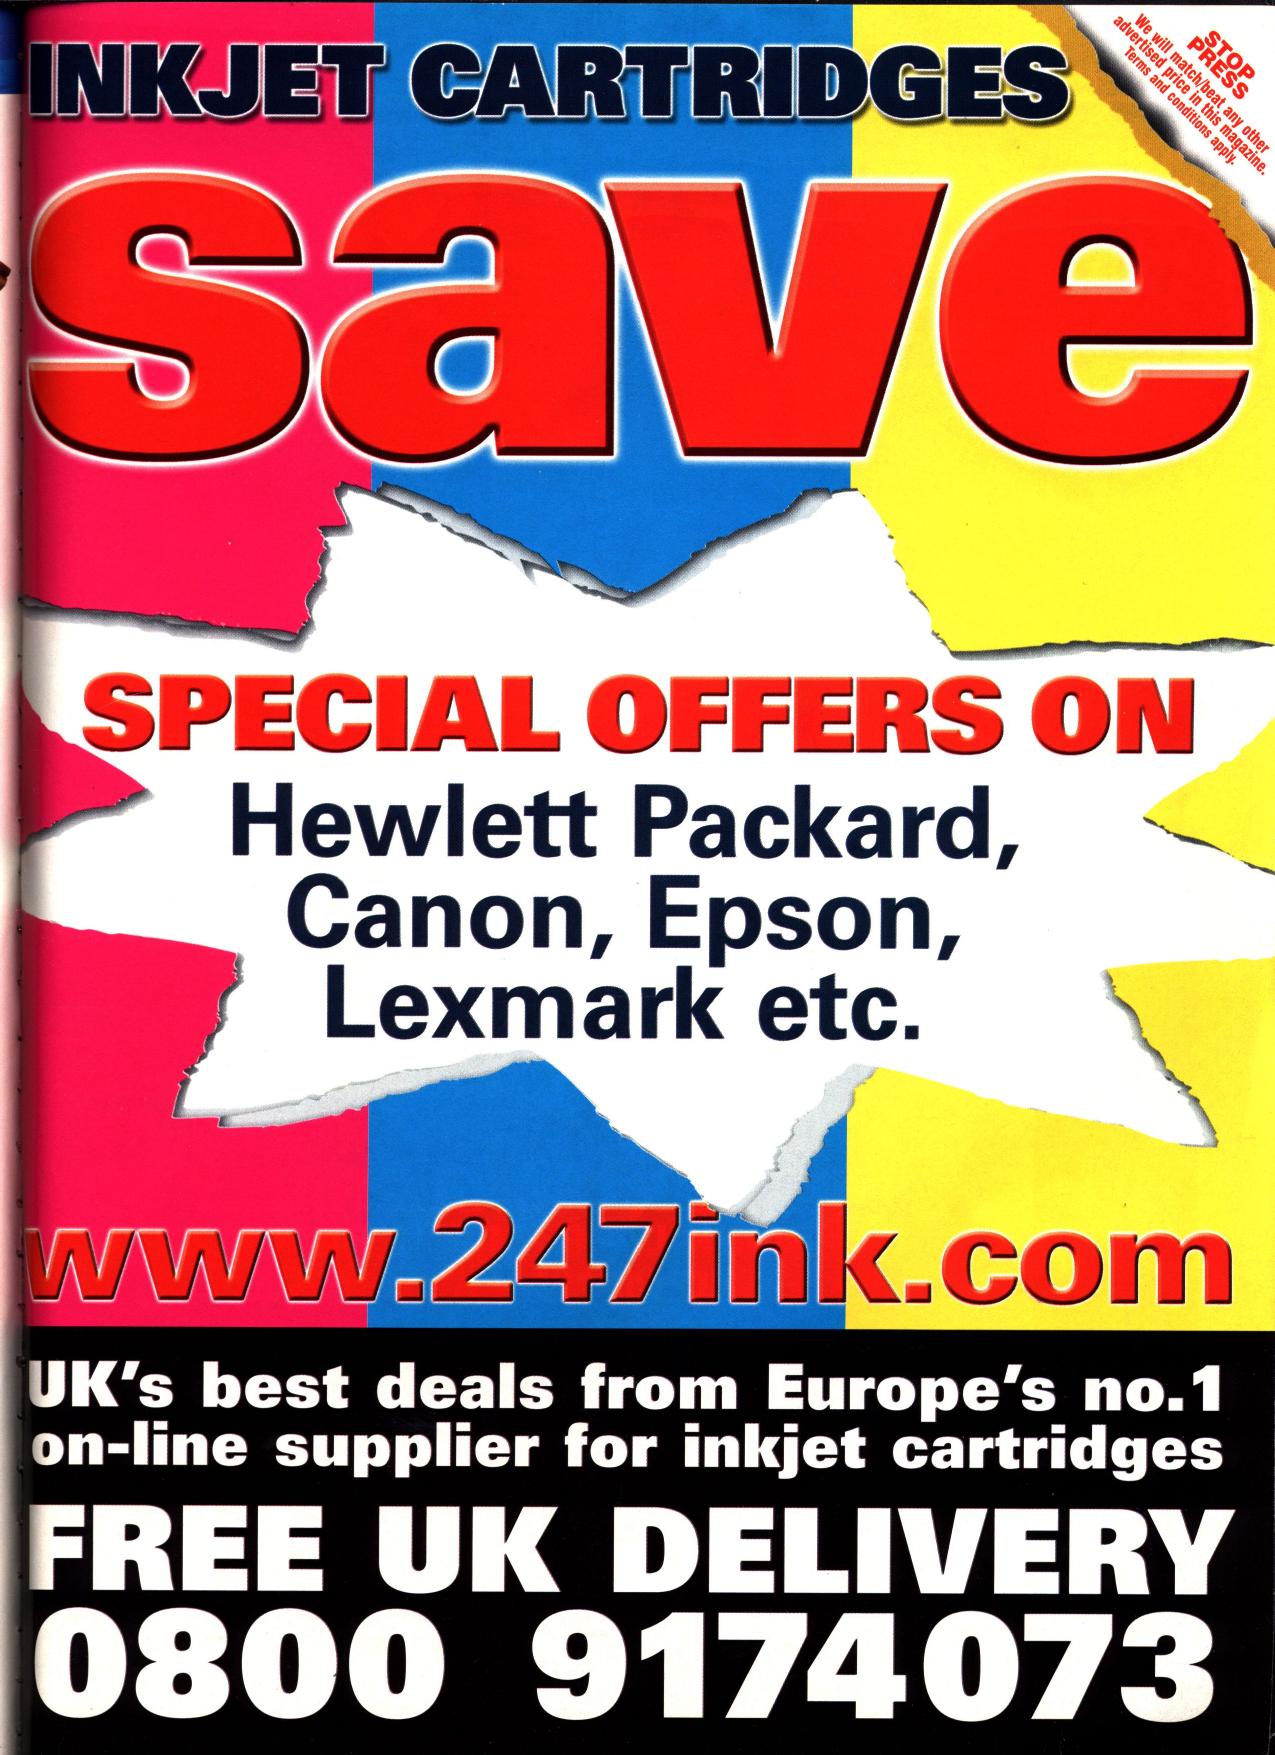 INKJET CARTRIDGES
STOP
PRESS
We will match/beat any other
advertised price in this magazine.
Terms and conditions apply.
save
SPECIAL OFFERS ON
Hewlett Packard,
Canon, Epson,
Lexmark etc.
www.247ink.com
UK's best deals from Europe's no.1
on-line supplier for inkjet cartridges
FREE UK DELIVERY
0800 9174073